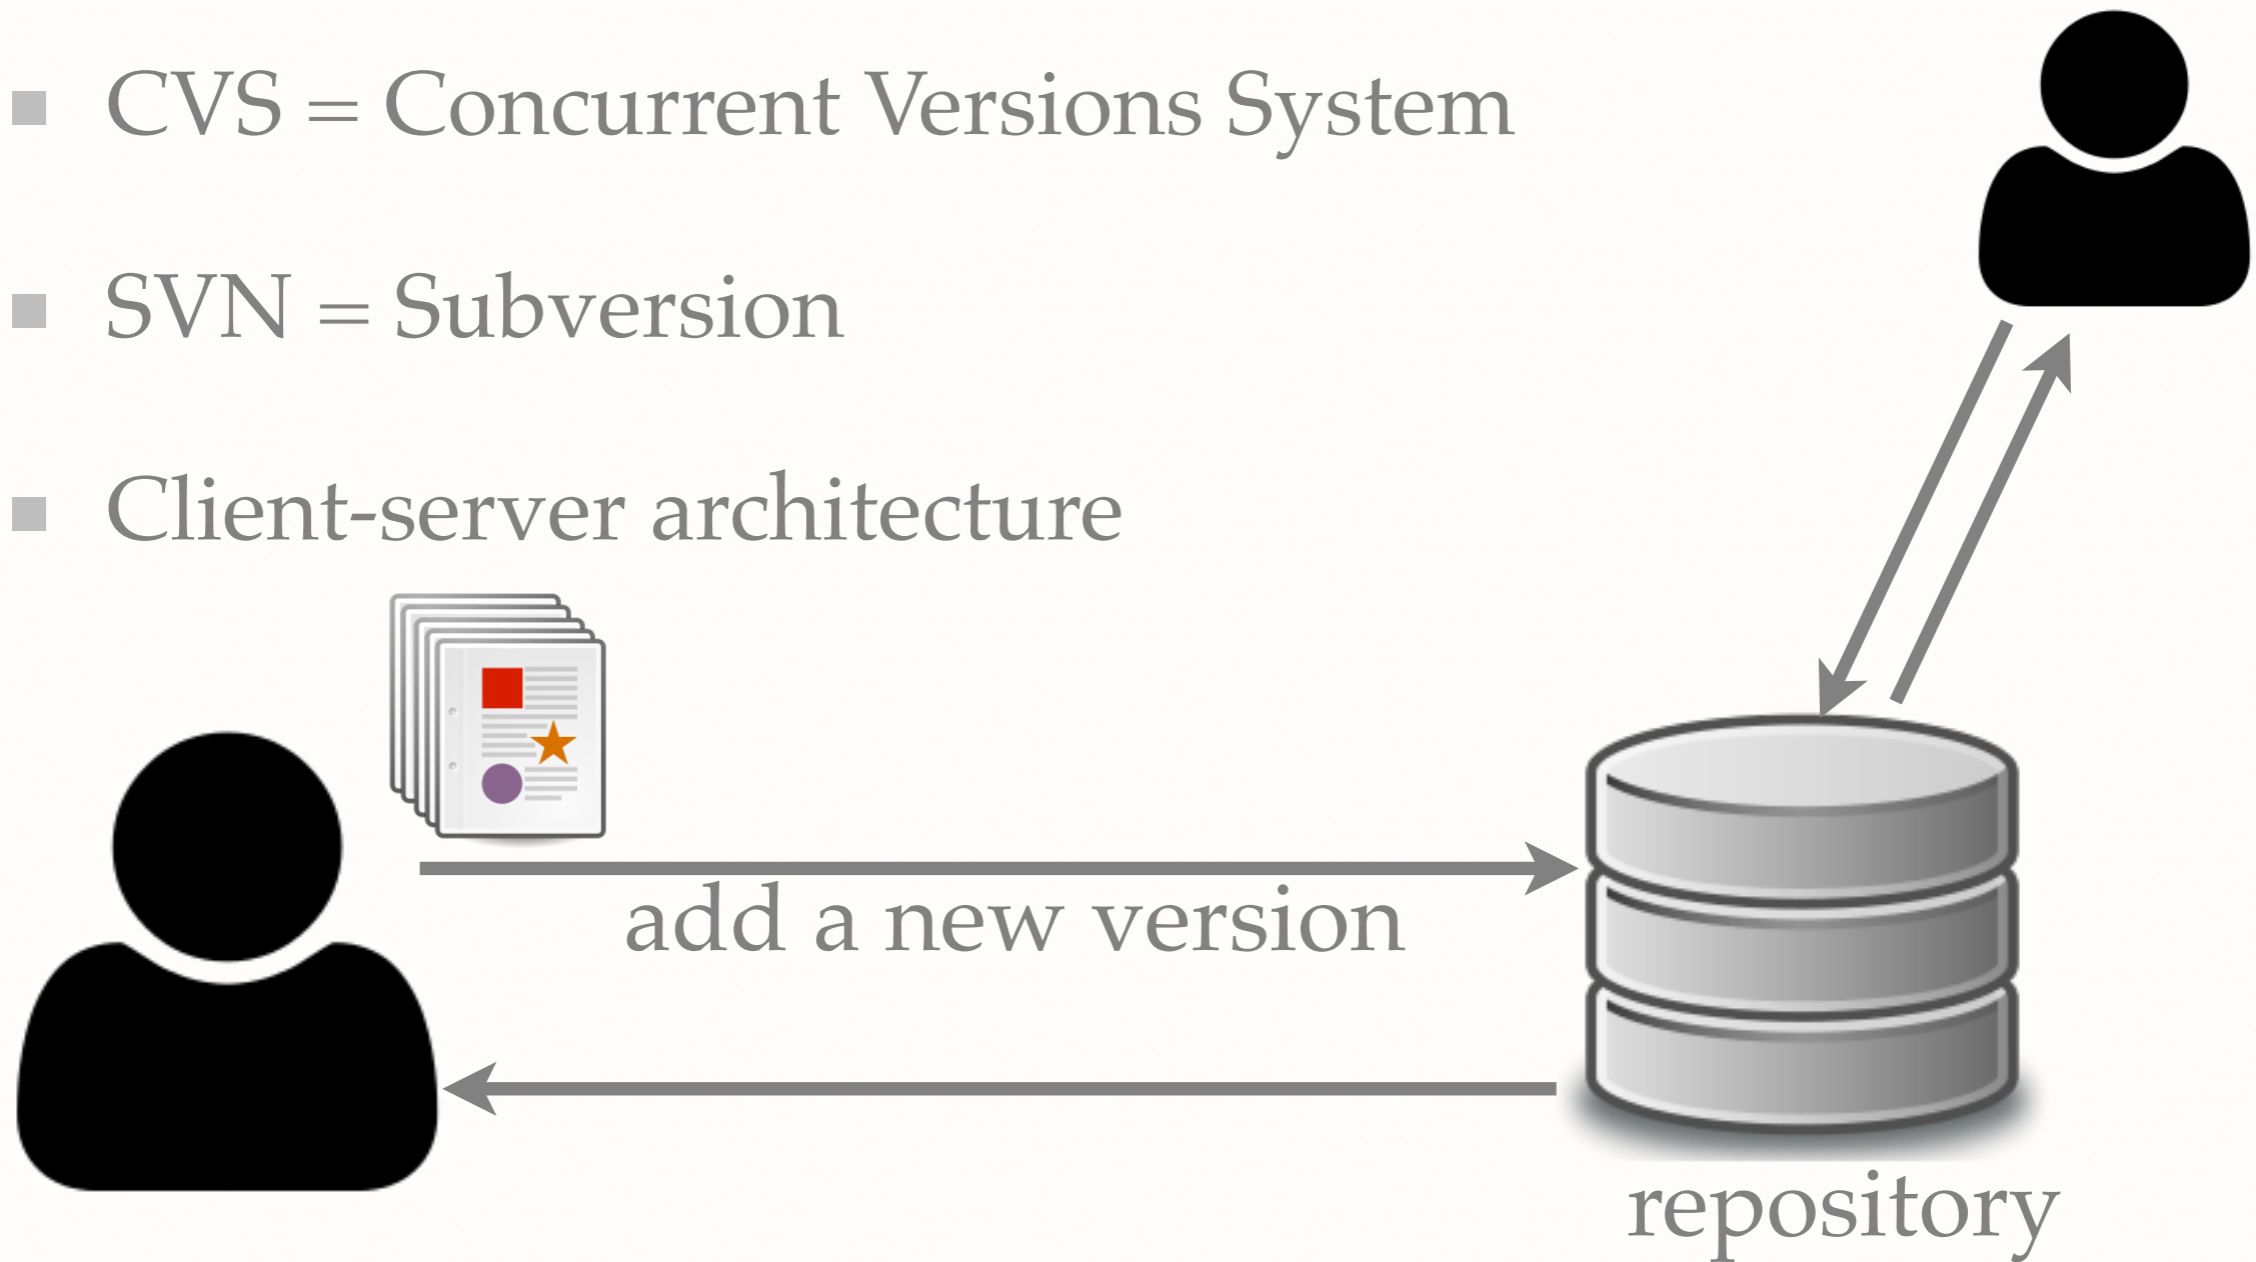 CVS = Concurrent Versions System
SVN = Subversion
Client-server architecture
add a new version
repository